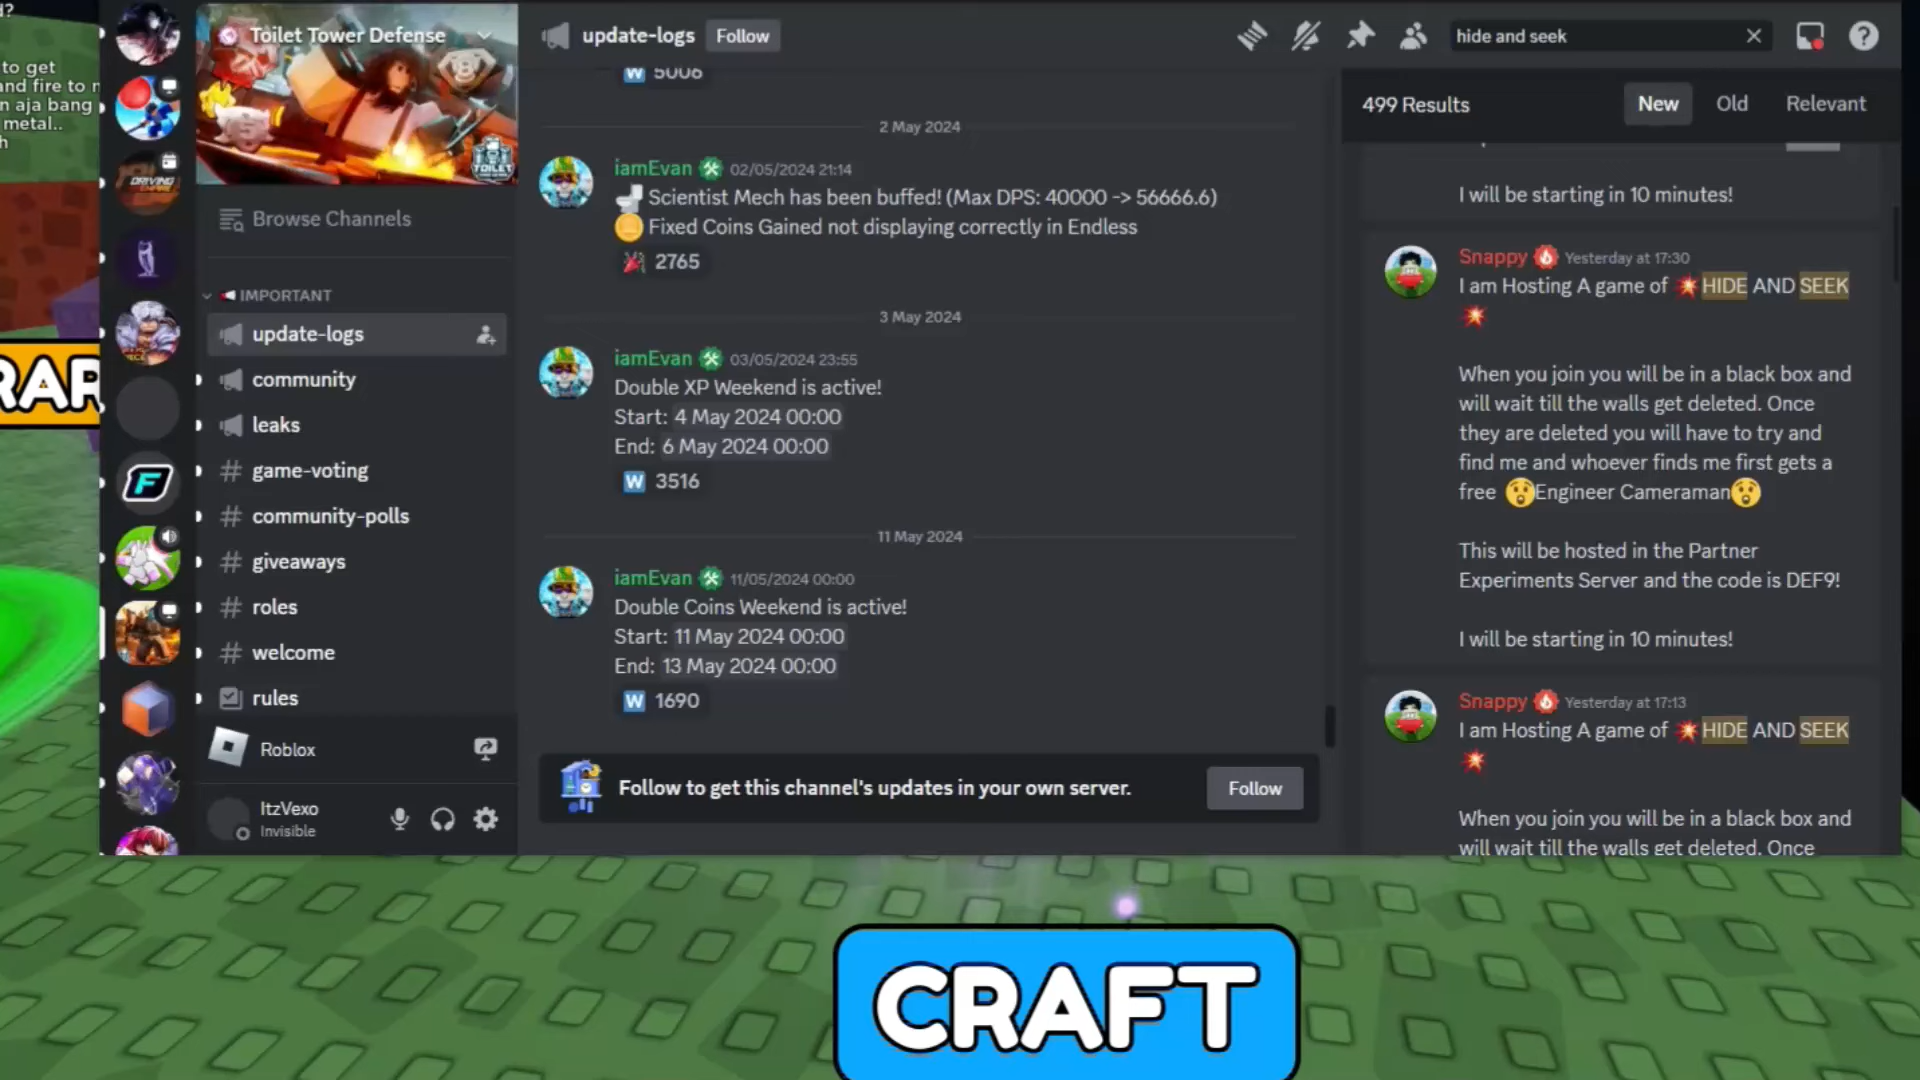 to get
and fire to
n aja bang
metal..
h
RAR
Toilet Tower Defense
Browse Channels
IMPORTANT
update-logs
community
leaks
game-voting
community-polls
giveaways
roles
welcome
rules
Roblox
ItzVexo
Invisible
DRIVING
TOILET
update-logs
Follow
W 5006
2 May 2024
iamEvan 02/05/2024 21:14
🚽 Scientist Mech has been buffed! (Max DPS: 40000 -> 56666.6)
🪙 Fixed Coins Gained not displaying correctly in Endless
🎉 2765
3 May 2024
iamEvan 03/05/2024 23:55
Double XP Weekend is active!
Start: 4 May 2024 00:00
End: 6 May 2024 00:00
W 3516
11 May 2024
iamEvan 11/05/2024 00:00
Double Coins Weekend is active!
Start: 11 May 2024 00:00
End: 13 May 2024 00:00
W 1690
Follow to get this channel's updates in your own server.
Follow
hide and seek
499 Results
New
Old
Relevant
I will be starting in 10 minutes!
Snappy Yesterday at 17:30
I am Hosting A game of 💥HIDE AND SEEK
💥
When you join you will be in a black box and
will wait till the walls get deleted. Once
they are deleted you will have to try and
find me and whoever finds me first gets a
free 😲Engineer Cameraman😲
This will be hosted in the Partner
Experiments Server and the code is DEF9!
I will be starting in 10 minutes!
Snappy Yesterday at 17:13
I am Hosting A game of 💥HIDE AND SEEK
💥
When you join you will be in a black box and
will wait till the walls get deleted. Once
CRAFT